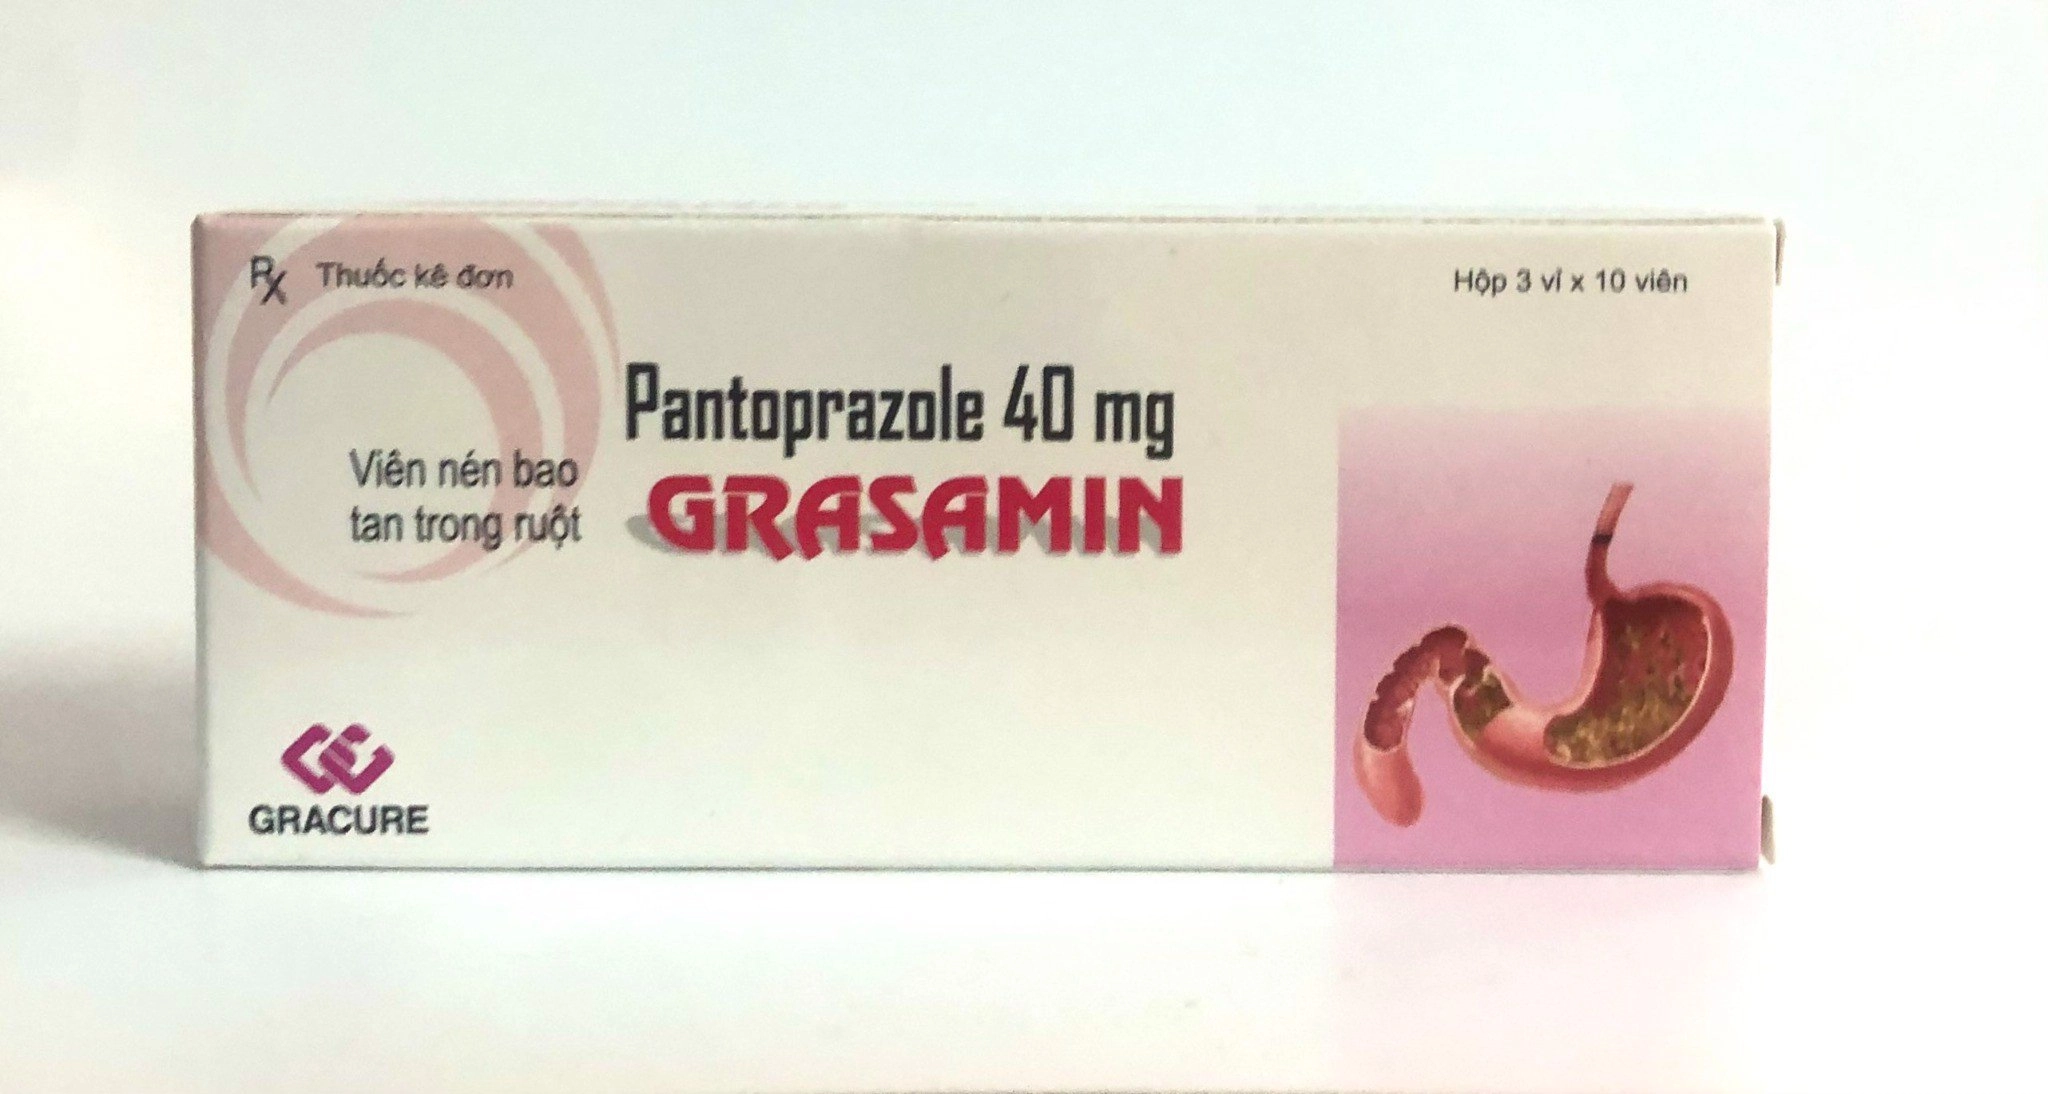 Rx Thuốc kê đơn
Hộp 3 vỉ x 10 viên
Pantoprazole 40 mg
GRASAMIN
Viên nén bao
tan trong ruột
GRACURE